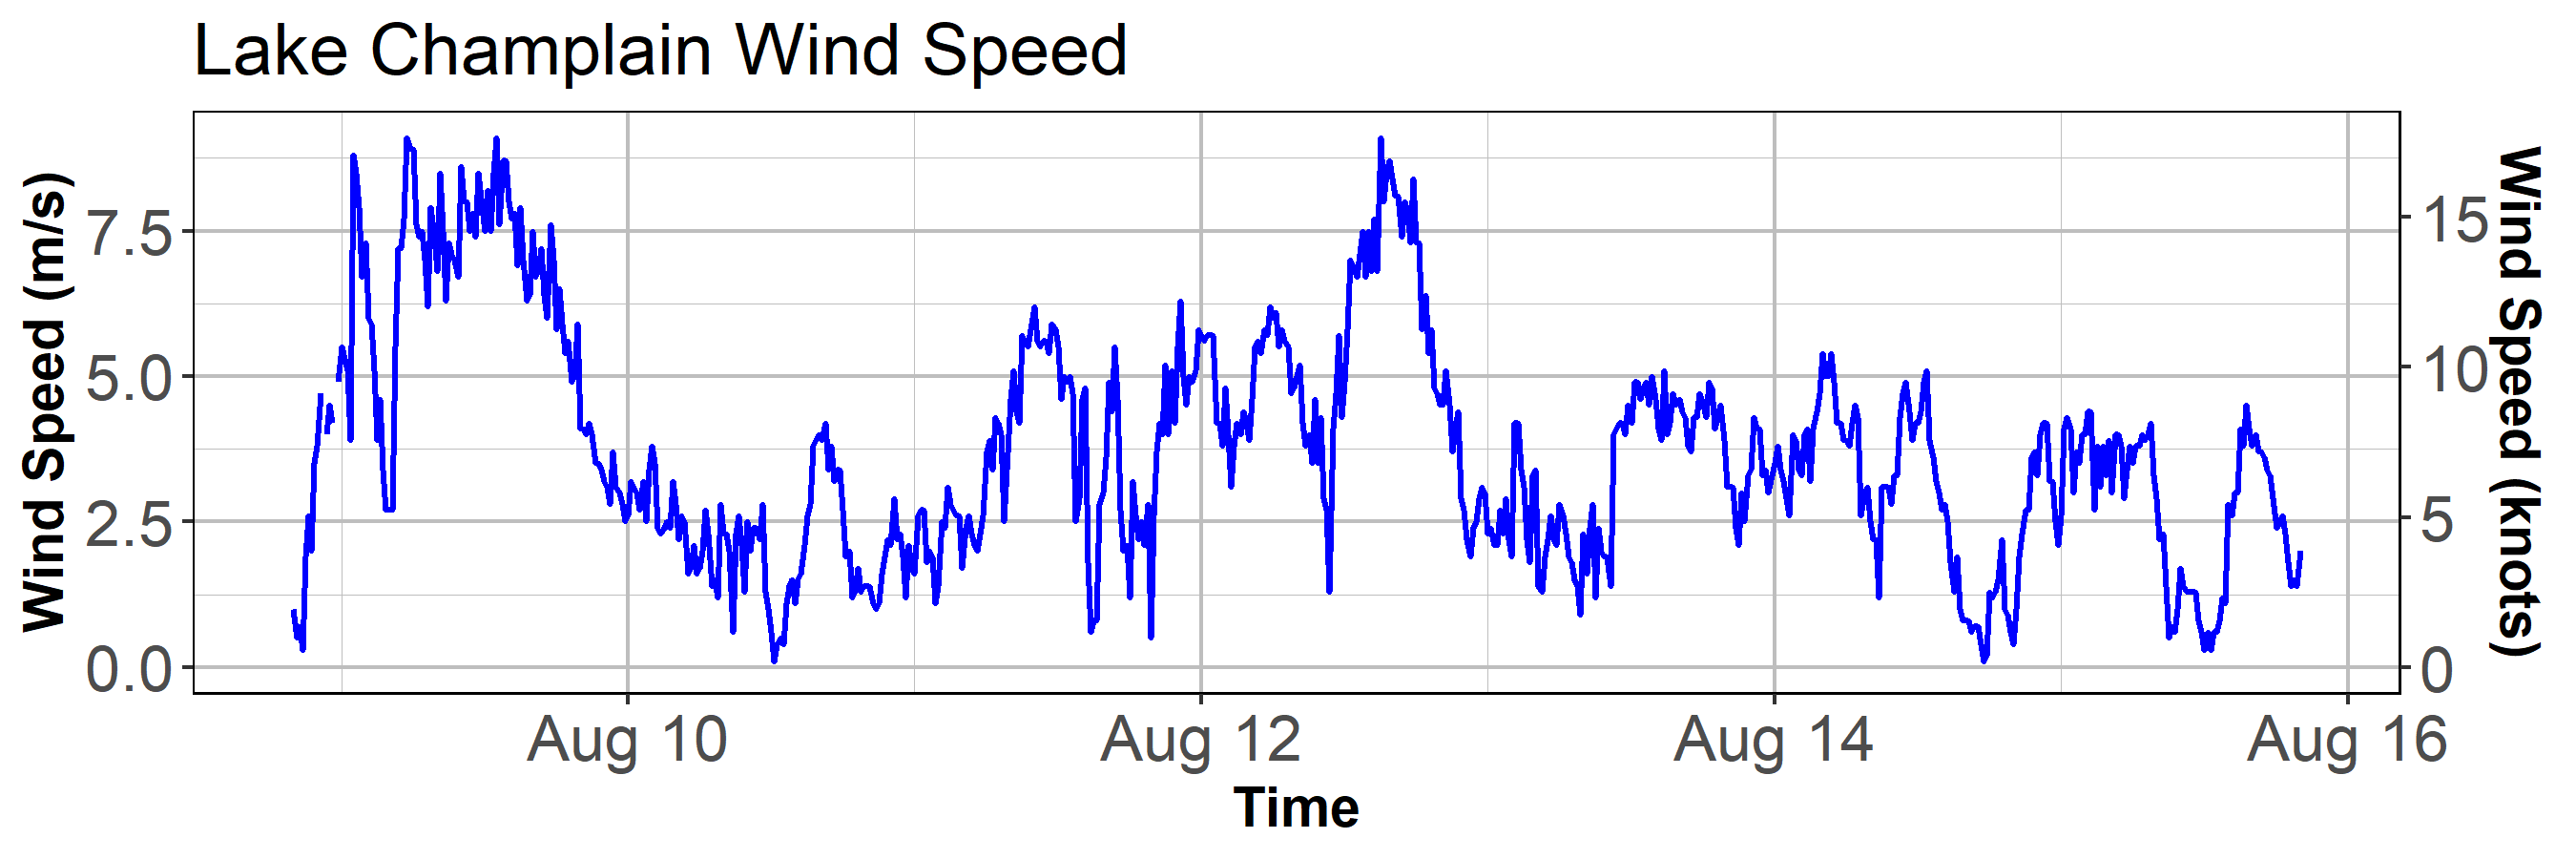 Lake Champlain Wind Speed
Wind Speed (m/s)
7.5
5.0
2.5
0.0
15
10
5
0
Wind Speed (knots)
Aug 10
Aug 12
Aug 14
Aug 16
Time